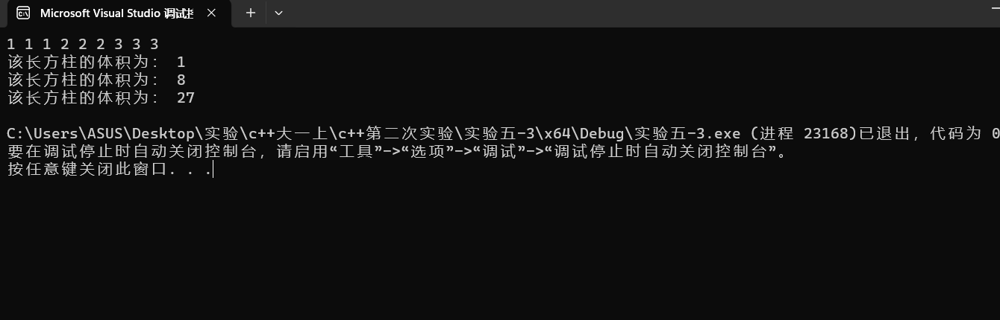 Microsoft Visual Studio 调试
1 1 1 2 2 2 3 3 3
该长方柱的体积为： 1
该长方柱的体积为： 8
该长方柱的体积为： 27
C:\Users\ASUS\Desktop\实验\c++大一上\c++第二次实验\实验五-3\x64\Debug\实验五-3.exe (进程 23168)已退出，代码为 0
要在调试停止时自动关闭控制台，请启用“工具”->“选项”->“调试”->“调试停止时自动关闭控制台”。
按任意键关闭此窗口. . .